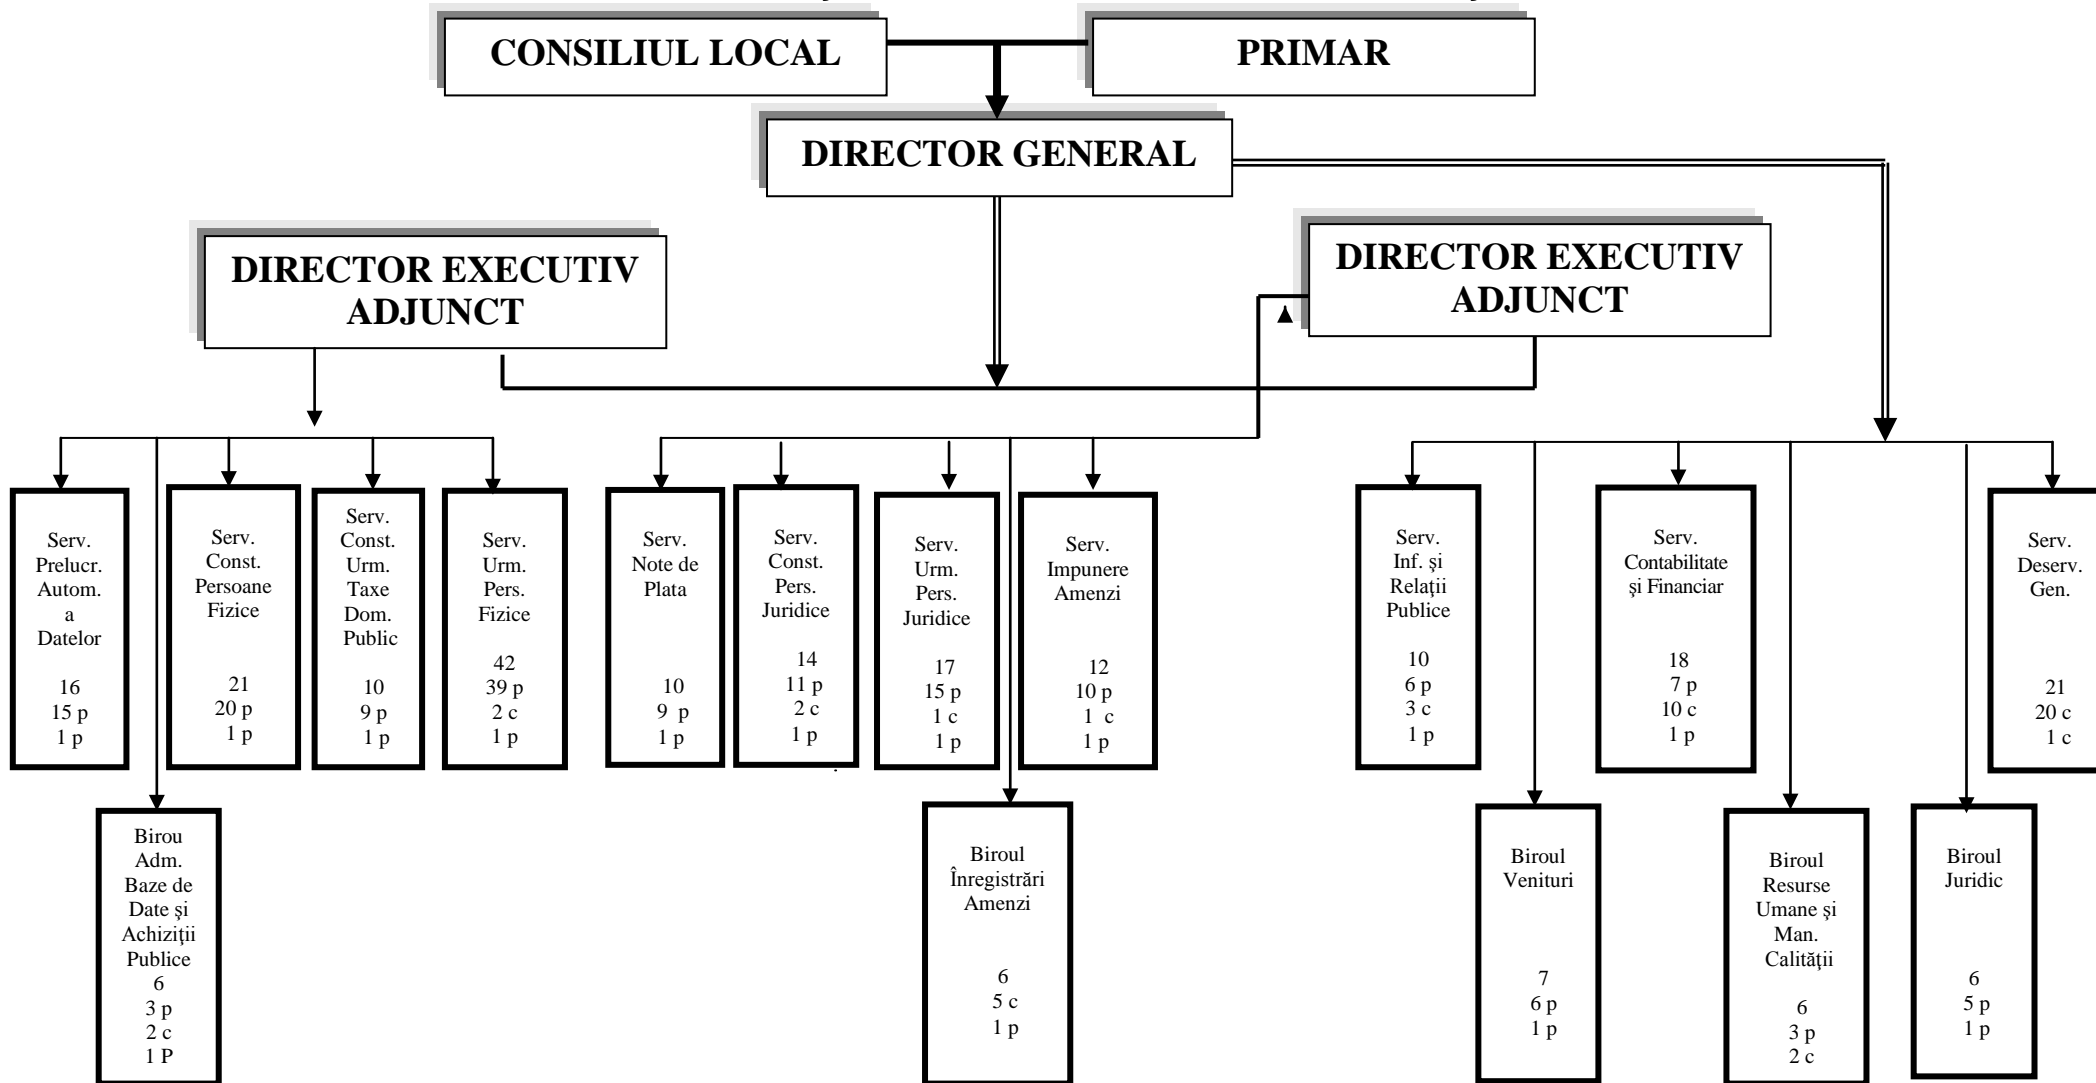 CONSILIUL LOCAL
PRIMAR
DIRECTOR GENERAL
DIRECTOR EXECUTIV
ADJUNCT
DIRECTOR EXECUTIV
ADJUNCT
Serv.
Prelucr.
Autom.
a
Datelor
16
15 p
1 p
Serv.
Const.
Persoane
Fizice
21
20 p
1 p
Serv.
Const.
Urm.
Taxe
Dom.
Public
10
9 p
1 p
Serv.
Urm.
Pers.
Fizice
42
39 p
2 c
1 p
Serv.
Note de
Plata
10
9 p
1 p
Serv.
Const.
Pers.
Juridice
14
11 p
2 c
1 p
Serv.
Urm.
Pers.
Juridice
17
15 p
1 c
1 p
Serv.
Impunere
Amenzi
12
10 p
1 c
1 p
Serv.
Inf. şi
Relaţii
Publice
10
6 p
3 c
1 p
Serv.
Contabilitate
şi Financiar
18
7 p
10 c
1 p
Serv.
Deserv.
Gen.
21
20 c
1 c
Birou
Adm.
Baze de
Date şi
Achiziţii
Publice
6
3 p
2 c
1 P
Biroul
Înregistrări
Amenzi
6
5 c
1 p
Biroul
Venituri
7
6 p
1 p
Biroul
Resurse
Umane şi
Man.
Calităţii
6
3 p
2 c
Biroul
Juridic
6
5 p
1 p